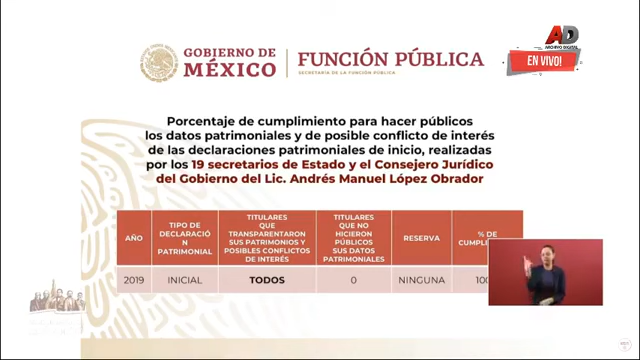 GOBIERNO DE
MÉXICO
FUNCIÓN PÚBLICA
SECRETARÍA DE LA FUNCIÓN PÚBLICA
AD
ARCHIVO DIGITAL
EN VIVO!
Porcentaje de cumplimiento para hacer públicos
los datos patrimoniales y de posible conflicto de interés
de las declaraciones patrimoniales de inicio, realizadas
por los 19 secretarios de Estado y el Consejero Jurídico
del Gobierno del Lic. Andrés Manuel López Obrador
AÑO
TIPO DE
DECLARACIÓ
N
PATRIMONIAL
TITULARES
QUE
TRANSPARENTARON
SUS PATRIMONIOS Y
POSIBLES CONFLICTOS
DE INTERÉS
TITULARES
QUE NO
HICIERON
PÚBLICOS
SUS DATOS
PATRIMONIALES
RESERVA
% DE
CUMPLI
2019
INICIAL
TODOS
0
NINGUNA
100